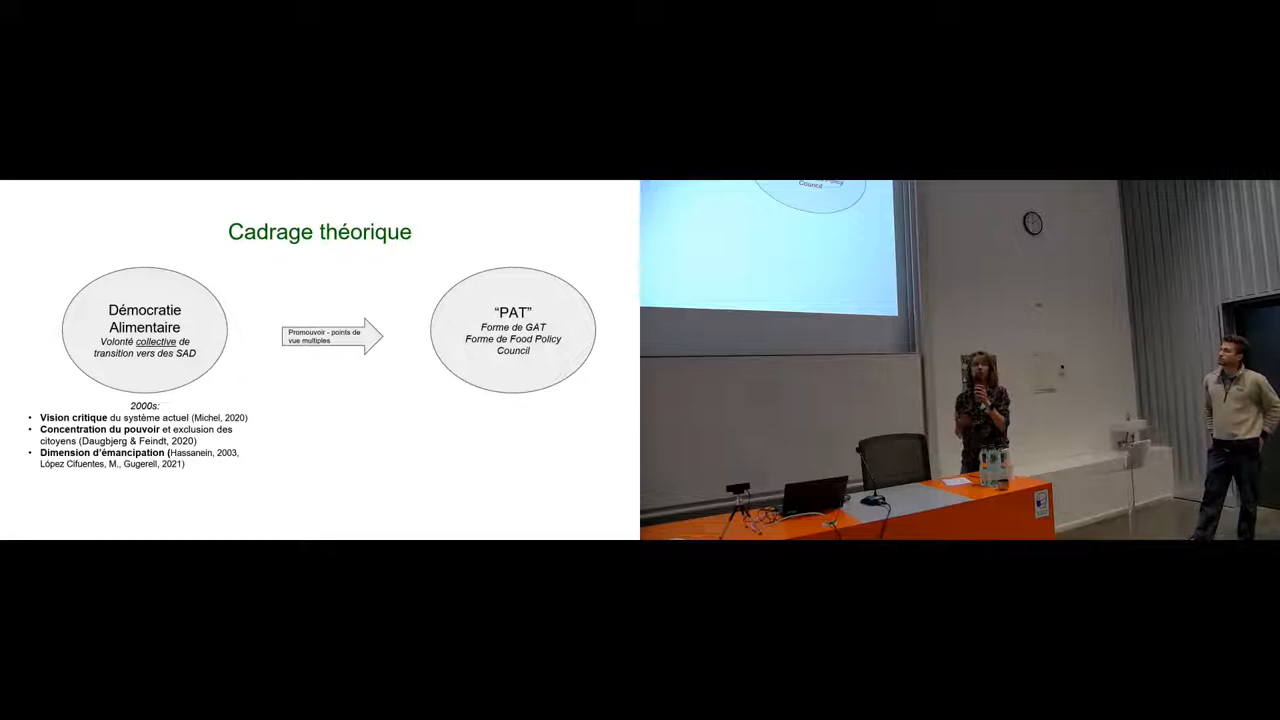 Cadrage théorique
Démocratie
Alimentaire
Volonté collective de
transition vers des SAD
Promouvoir - points de
vue multiples
“PAT”
Forme de GAT
Forme de Food Policy
Council
2000s:
• Vision critique du système actuel (Michel, 2020)
• Concentration du pouvoir et exclusion des
citoyens (Daugbjerg & Feindt, 2020)
• Dimension d'émancipation (Hassanein, 2003,
López Cifuentes, M., Gugerell, 2021)
Policy
Council